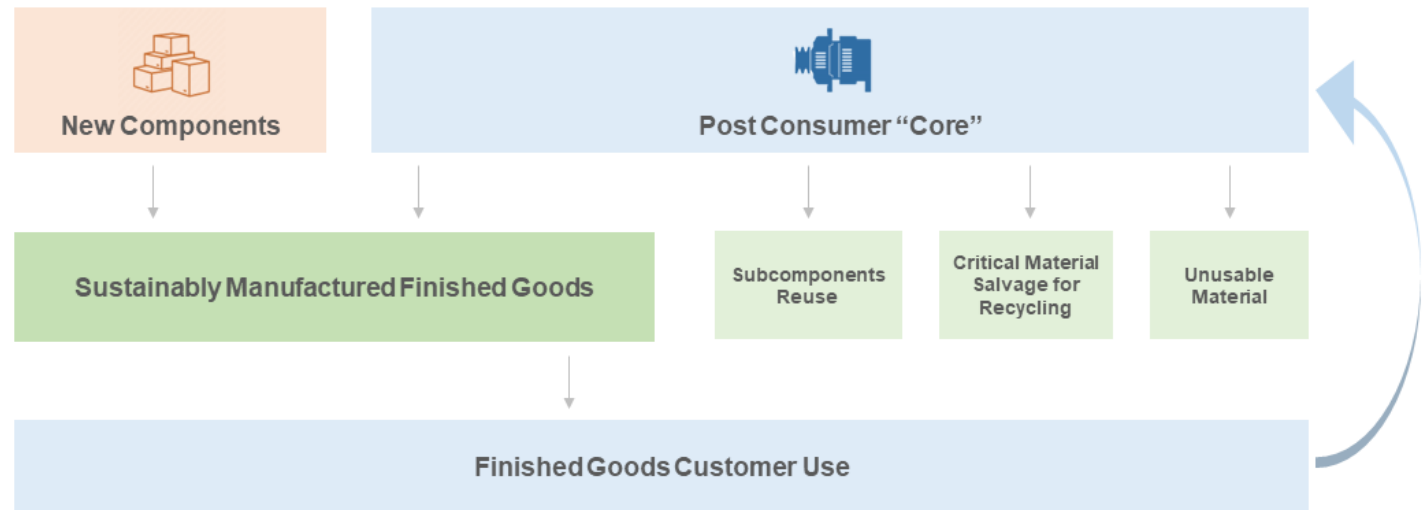 New Components
Post Consumer “Core”
Sustainably Manufactured Finished Goods
Subcomponents
Reuse
Critical Material
Salvage for
Recycling
Unusable
Material
Finished Goods Customer Use